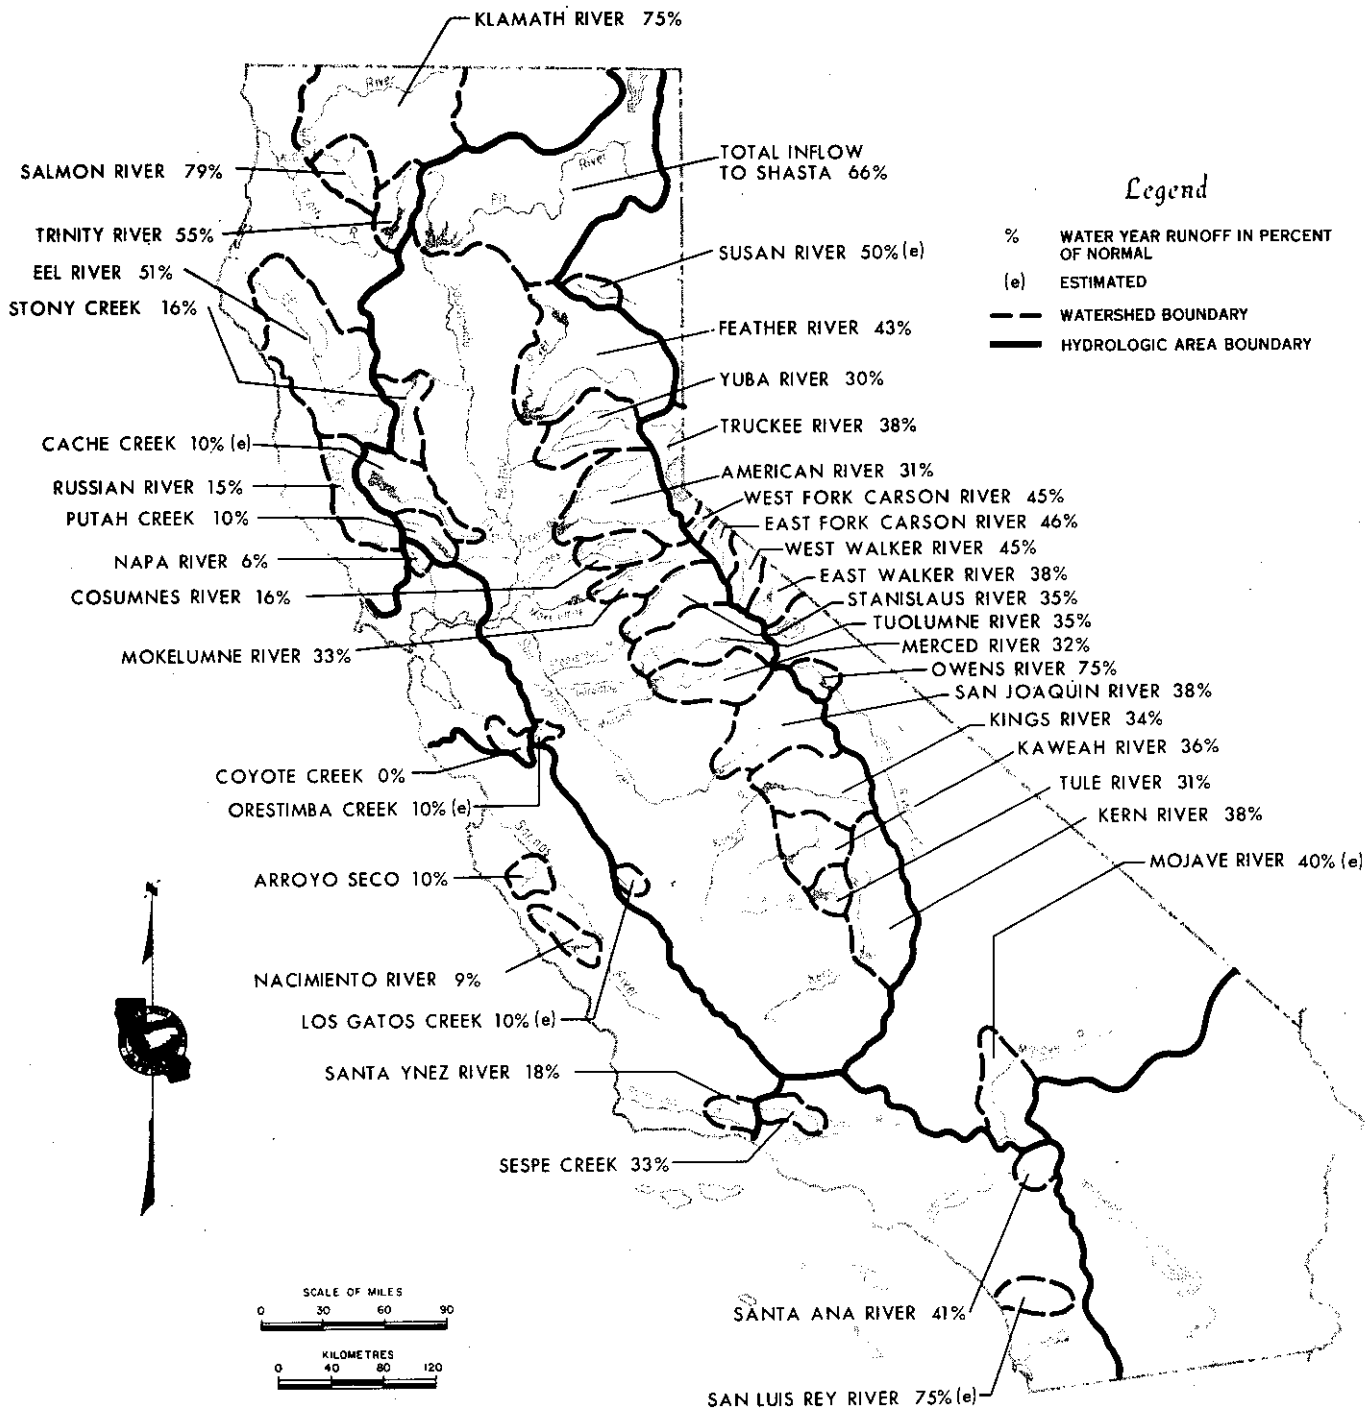 KLAMATH RIVER 75%
River
SALMON RIVER 79%
TOTAL INFLOW
TO SHASTA 66%
River
Pit
TRINITY RIVER 55%
EEL RIVER 51%
STONY CREEK 16%
SUSAN RIVER 50% (e)
FEATHER RIVER 43%
YUBA RIVER 30%
TRUCKEE RIVER 38%
CACHE CREEK 10% (e)
RUSSIAN RIVER 15%
PUTAH CREEK 10%
NAPA RIVER 6%
COSUMNES RIVER 16%
MOKELUMNE RIVER 33%
AMERICAN RIVER 31%
WEST FORK CARSON RIVER 45%
EAST FORK CARSON RIVER 46%
WEST WALKER RIVER 45%
EAST WALKER RIVER 38%
STANISLAUS RIVER 35%
TUOLUMNE RIVER 35%
MERCED RIVER 32%
OWENS RIVER 75%
SAN JOAQUIN RIVER 38%
KINGS RIVER 34%
KAWEAH RIVER 36%
TULE RIVER 31%
KERN RIVER 38%
MOJAVE RIVER 40% (e)
COYOTE CREEK 0%
ORESTIMBA CREEK 10% (e)
Salinas
River
ARROYO SECO 10%
NACIMIENTO RIVER 9%
LOS GATOS CREEK 10% (e)
SANTA YNEZ RIVER 18%
SESPE CREEK 33%
SANTA ANA RIVER 41%
SAN LUIS REY RIVER 75% (e)
Legend
% WATER YEAR RUNOFF IN PERCENT
OF NORMAL
(e) ESTIMATED
WATERSHED BOUNDARY
HYDROLOGIC AREA BOUNDARY
N
SCALE OF MILES
0 30 60 90
KILOMETRES
0 40 80 120